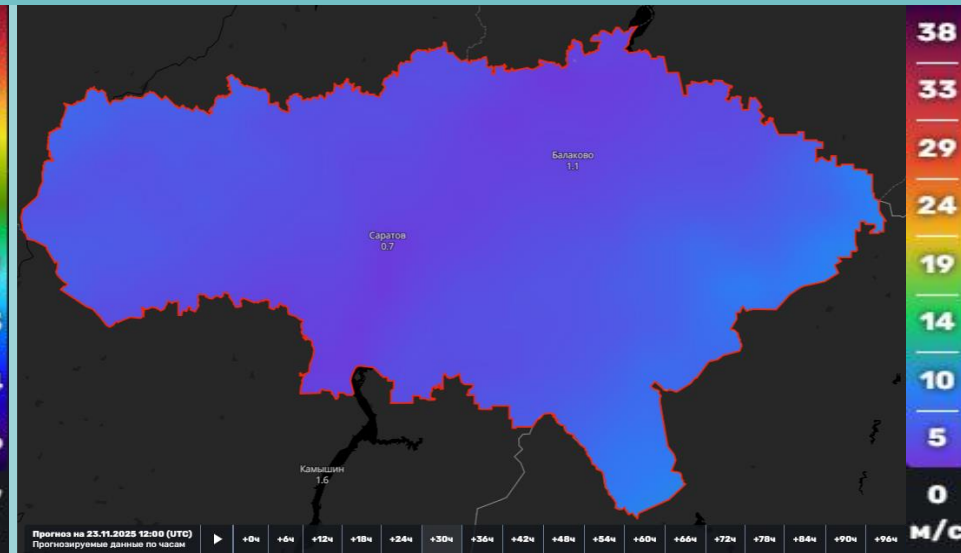 38
33
29
24
19
14
10
5
0
м/с
Балаково
1.1
Саратов
0.7
Камышин
1.6
Прогноз на 23.11.2025 12:00 (UTC)
Прогнозируемые данные по часам
+0ч +6ч +12ч +18ч +24ч +30ч +36ч +42ч +48ч +54ч +60ч +66ч +72ч +78ч +84ч +90ч +96ч